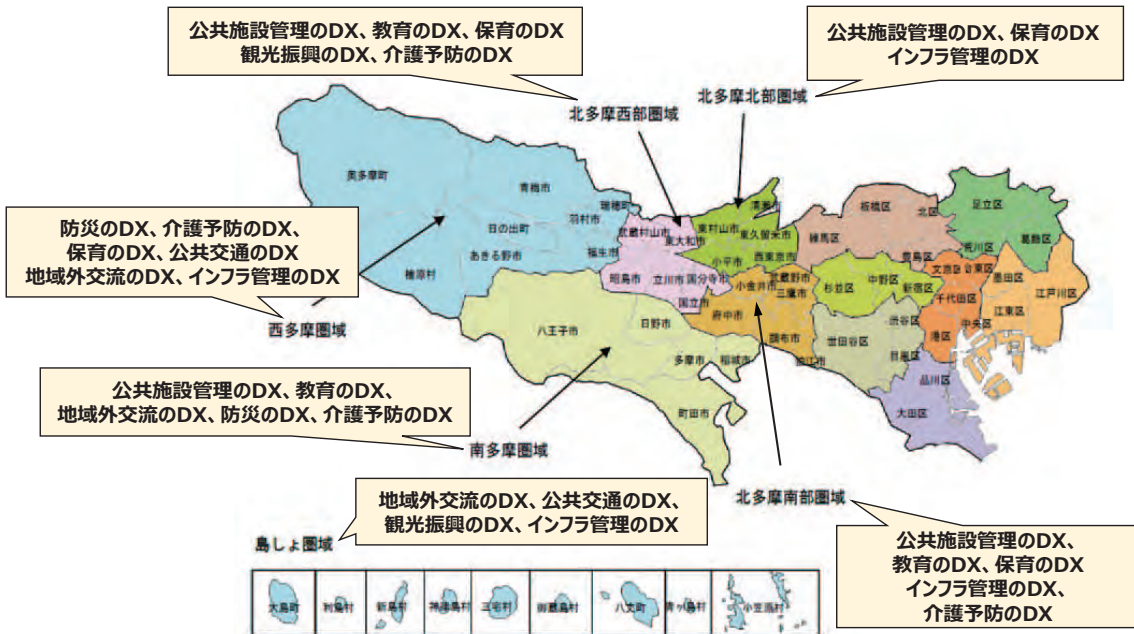 公共施設管理のDX、教育のDX、保育のDX
観光振興のDX、介護予防のDX
公共施設管理のDX、保育のDX
インフラ管理のDX
北多摩西部圏域
北多摩北部圏域
奥多摩町
青梅市
瑞穂町
羽村市
日の出町
福生市
あきる野市
檜原村
武蔵村山市
東大和市
東村山市
清瀬市
東久留米市
小平市
西東京市
昭島市
立川市
国分寺市
国立市
小金井市
武蔵野市
三鷹市
府中市
調布市
狛江市
板橋区
北区
足立区
練馬区
豊島区
荒川区
葛飾区
文京区
台東区
墨田区
江戸川区
杉並区
中野区
新宿区
千代田区
江東区
渋谷区
港区
中央区
世田谷区
目黒区
品川区
大田区
八王子市
日野市
多摩市
稲城市
町田市
防災のDX、介護予防のDX、
保育のDX、公共交通のDX
地域外交流のDX、インフラ管理のDX
西多摩圏域
公共施設管理のDX、教育のDX、
地域外交流のDX、防災のDX、介護予防のDX
南多摩圏域
地域外交流のDX、公共交通のDX、
観光振興のDX、インフラ管理のDX
北多摩南部圏域
公共施設管理のDX、
教育のDX、保育のDX
インフラ管理のDX、
介護予防のDX
島しょ圏域
大島町
利島村
新島村
神津島村
三宅村
御蔵島村
八丈町
青ヶ島村
小笠原村